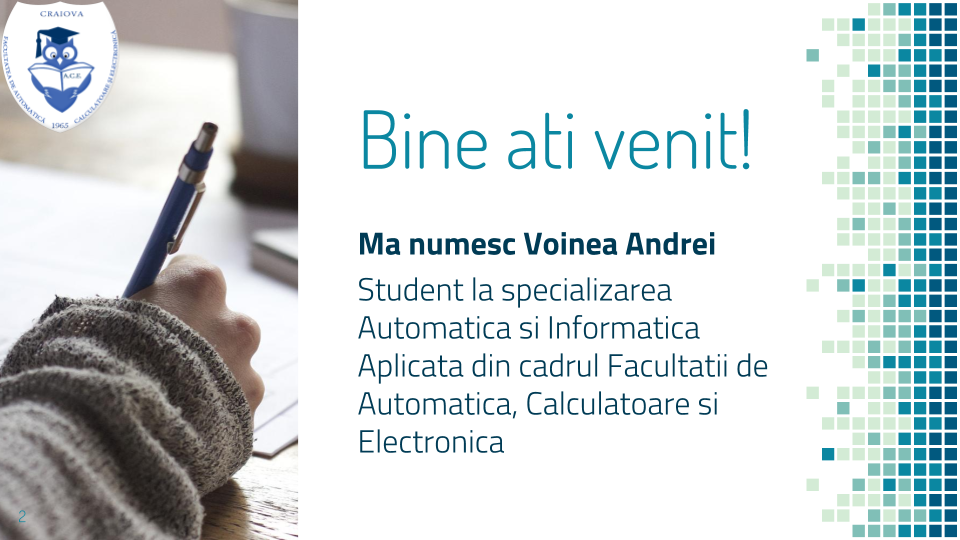 CRAIOVA
FACULTATEA DE AUTOMATICĂ, CALCULATOARE ȘI ELECTRONICĂ
A.C.E.
1965
Bine ati venit!
Ma numesc Voinea Andrei
Student la specializarea
Automatica si Informatica
Aplicata din cadrul Facultatii de
Automatica, Calculatoare si
Electronica
2